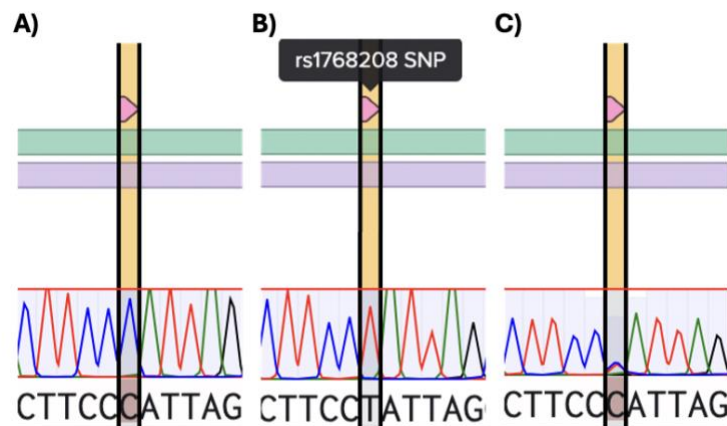 A)
B)
C)
rs1768208 SNP
CTTCCCATTAG
CTTCCTATTAG
CTTCCCATTAG